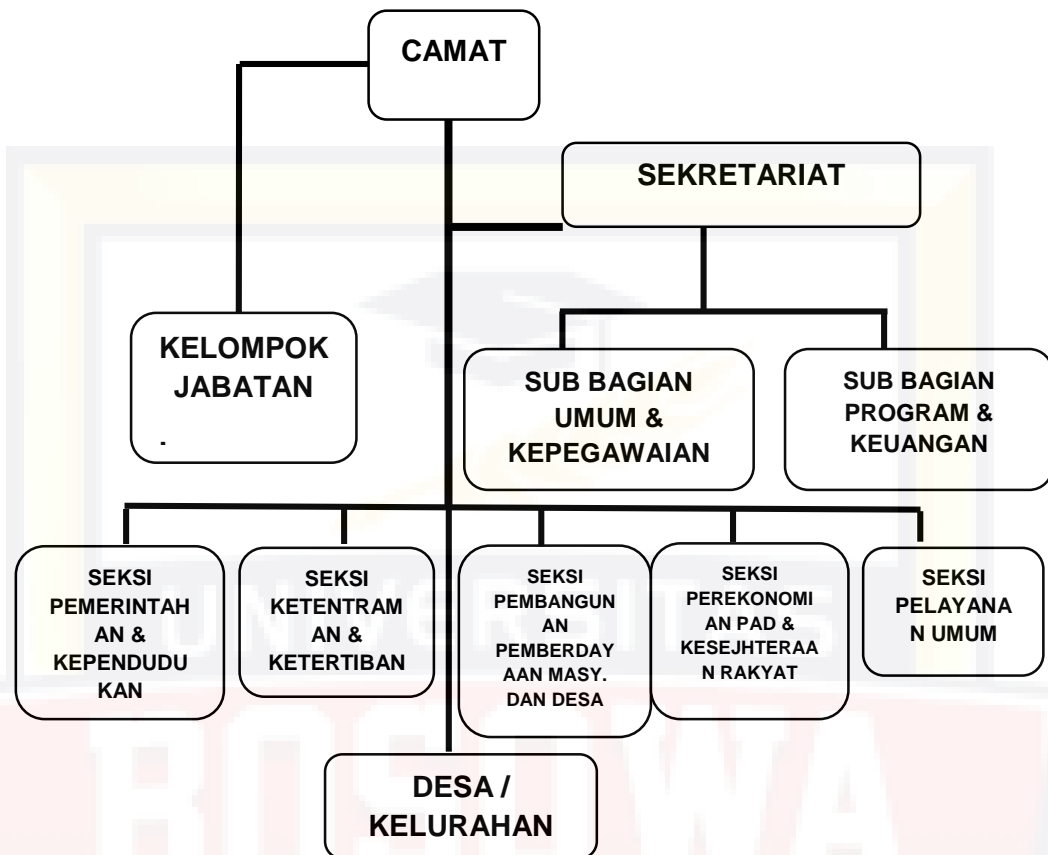 CAMAT
SEKRETARIAT
KELOMPOK
JABATAN
-
SUB BAGIAN
UMUM &
KEPEGAWAIAN
SUB BAGIAN
PROGRAM &
KEUANGAN
SEKSI
PEMERINTAH
AN &
KEPENDUDU
KAN
SEKSI
KETENTRAM
AN &
KETERTIBAN
SEKSI
PEMBANGUN
AN
PEMBERDAY
AAN MASY.
DAN DESA
SEKSI
PEREKONOMI
AN PAD &
KESEJHTERAA
N RAKYAT
SEKSI
PELAYANA
N UMUM
UNIVERSITAS
BOSOWA
DESA /
KELURAHAN